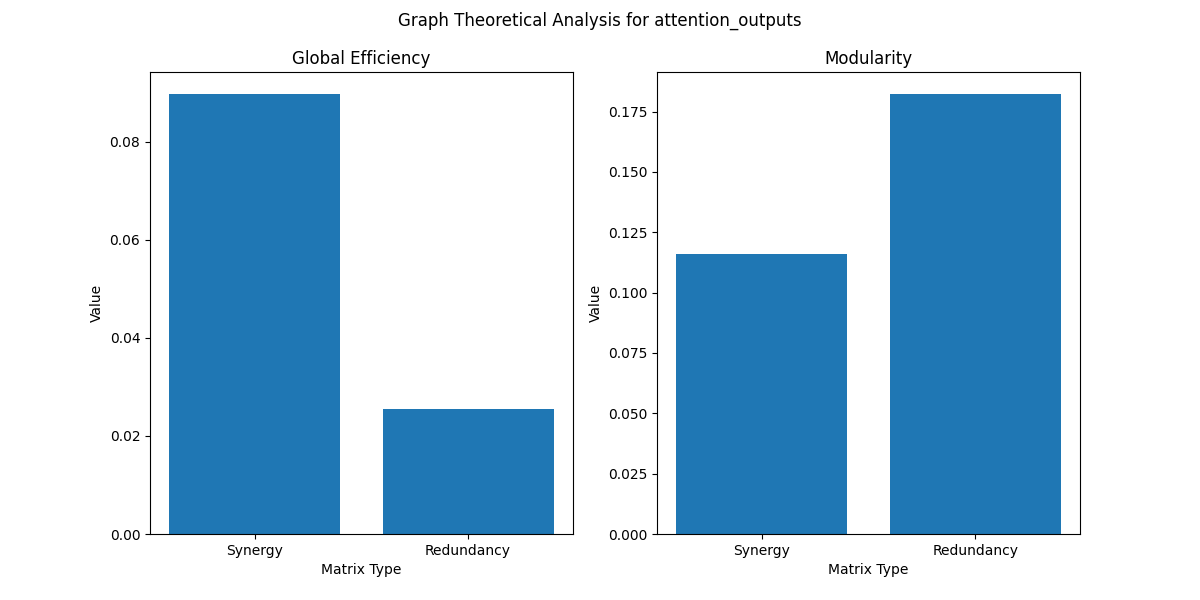 Graph Theoretical Analysis for attention_outputs
Global Efficiency
0.08
0.06
0.04
0.02
0.00
Value
Synergy
Redundancy
Matrix Type
Modularity
0.175
0.150
0.125
0.100
0.075
0.050
0.025
0.000
Value
Synergy
Redundancy
Matrix Type